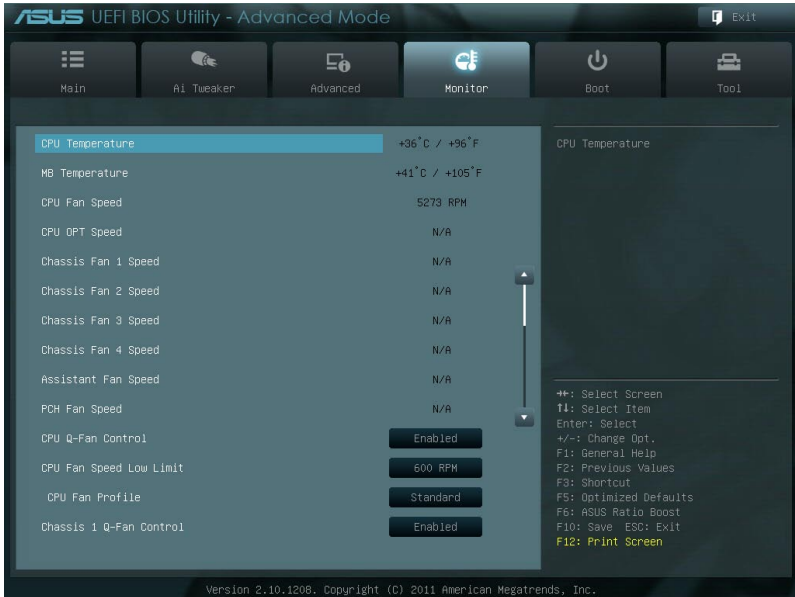 ASUS UEFI BIOS Utility - Advanced Mode
Exit
Main
Ai Tweaker
Advanced
Monitor
Boot
Tool
CPU Temperature +36°C / +96°F
MB Temperature +41°C / +105°F
CPU Fan Speed 5273 RPM
CPU OPT Speed N/A
Chassis Fan 1 Speed N/A
Chassis Fan 2 Speed N/A
Chassis Fan 3 Speed N/A
Chassis Fan 4 Speed N/A
Assistant Fan Speed N/A
PCH Fan Speed N/A
CPU Q-Fan Control Enabled
CPU Fan Speed Low Limit 600 RPM
CPU Fan Profile Standard
Chassis 1 Q-Fan Control Enabled
CPU Temperature
→←: Select Screen
↑↓: Select Item
Enter: Select
+/-: Change Opt.
F1: General Help
F2: Previous Values
F3: Shortcut
F5: Optimized Defaults
F6: ASUS Ratio Boost
F10: Save ESC: Exit
F12: Print Screen
Version 2.10.1208. Copyright (C) 2011 American Megatrends, Inc.